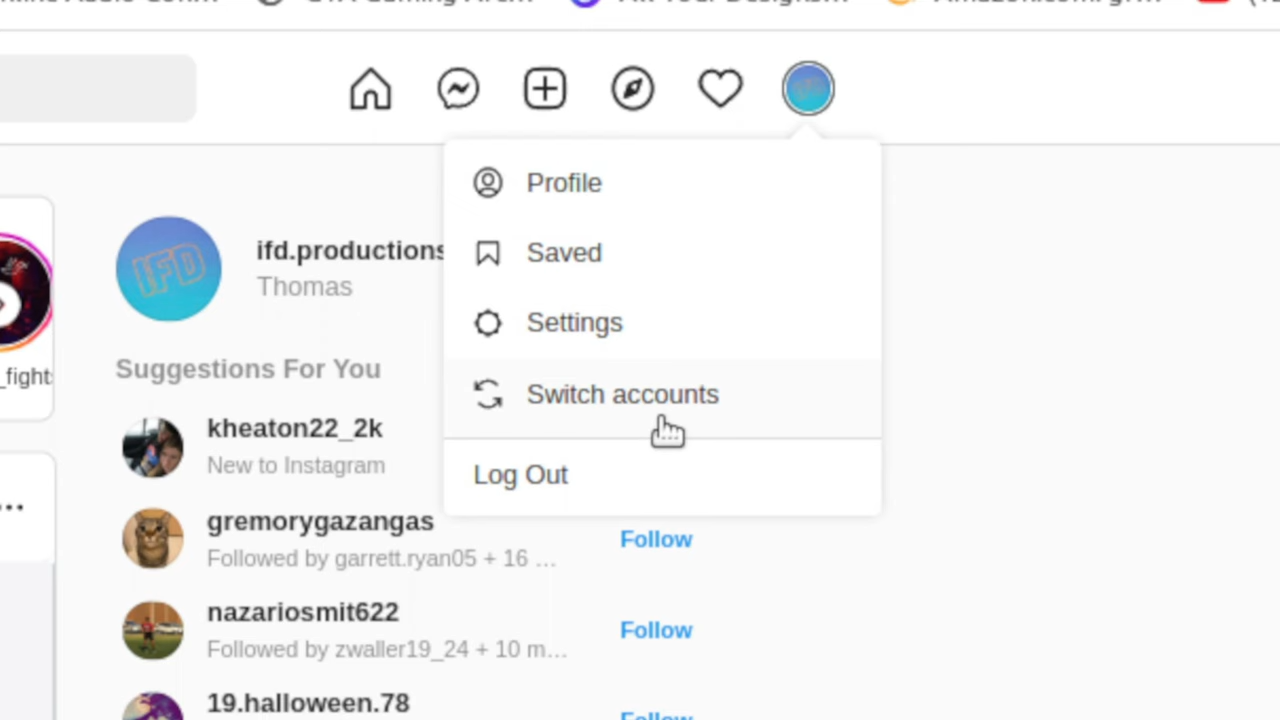 Profile
ifd.productions
Saved
Thomas
IFD
Settings
Suggestions For You
_fight
Switch accounts
kheaton22_2k
New to Instagram
Log Out
gremorygazangas
Followed by garrett.ryan05 + 16 ...
Follow
nazariosmit622
Followed by zwaller19_24 + 10 m...
Follow
19.halloween.78
Follow